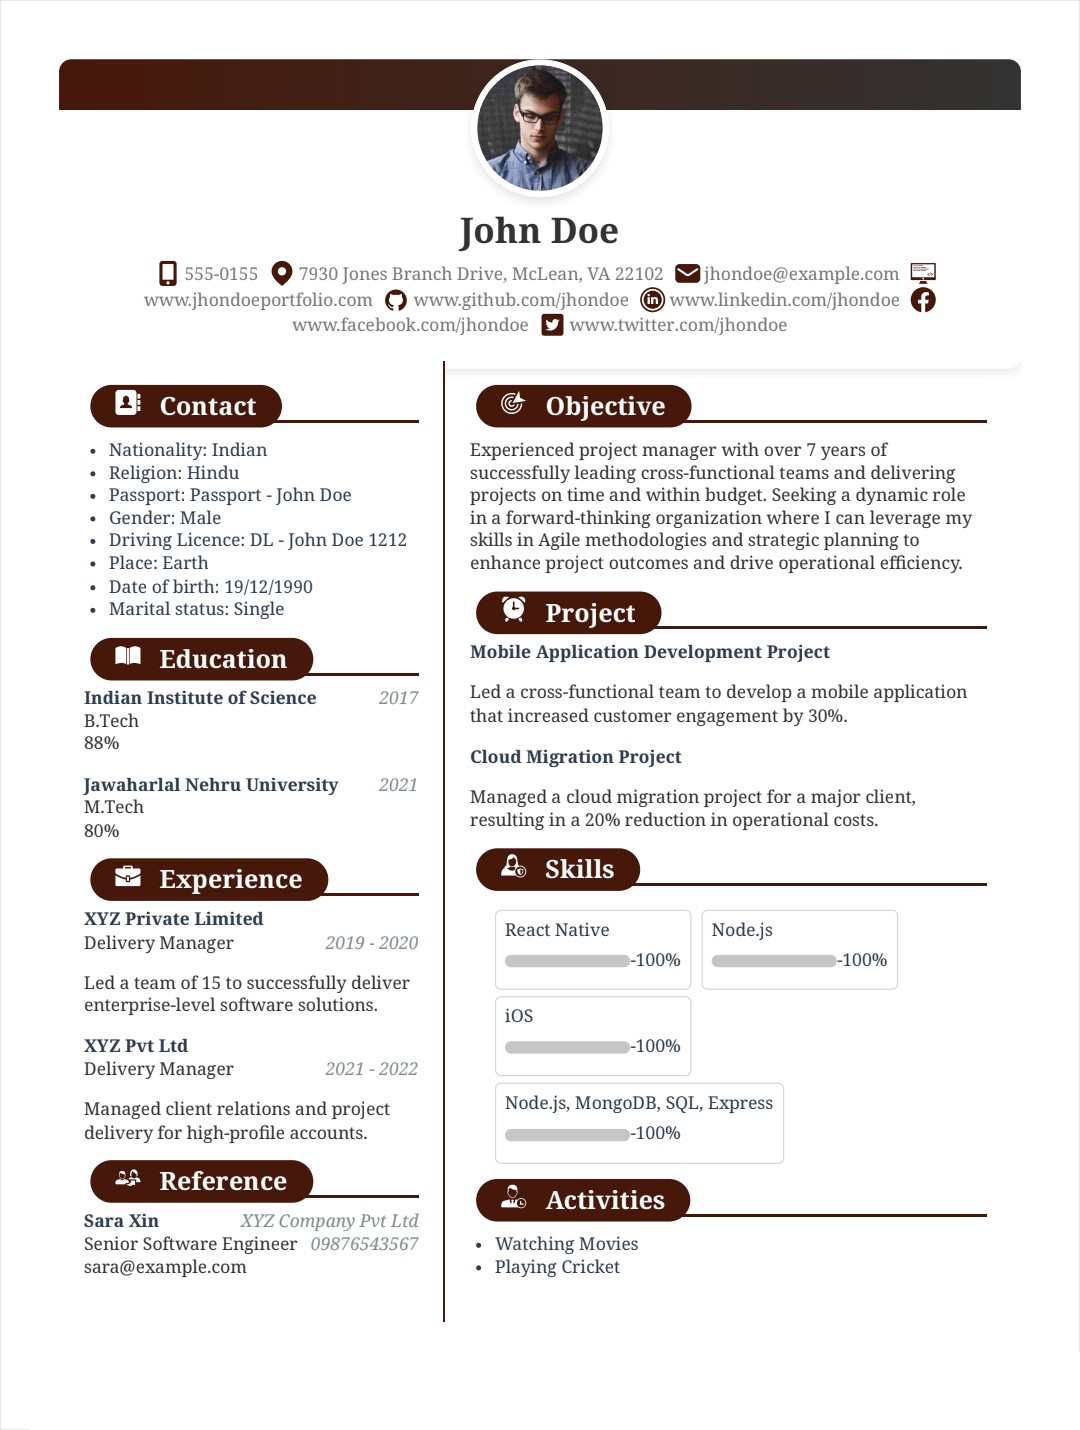 John Doe
555-0155 7930 Jones Branch Drive, McLean, VA 22102 jhondoe@example.com
www.jhondoeportfolio.com www.github.com/jhondoe www.linkedin.com/jhondoe
www.facebook.com/jhondoe www.twitter.com/jhondoe
Contact
• Nationality: Indian
• Religion: Hindu
• Passport: Passport - John Doe
• Gender: Male
• Driving Licence: DL - John Doe 1212
• Place: Earth
• Date of birth: 19/12/1990
• Marital status: Single
Education
Indian Institute of Science 2017
B.Tech
88%
Jawaharlal Nehru University 2021
M.Tech
80%
Experience
XYZ Private Limited
Delivery Manager 2019 - 2020
Led a team of 15 to successfully deliver
enterprise-level software solutions.
XYZ Pvt Ltd
Delivery Manager 2021 - 2022
Managed client relations and project
delivery for high-profile accounts.
Reference
Sara Xin XYZ Company Pvt Ltd
Senior Software Engineer 09876543567
sara@example.com
Objective
Experienced project manager with over 7 years of
successfully leading cross-functional teams and delivering
projects on time and within budget. Seeking a dynamic role
in a forward-thinking organization where I can leverage my
skills in Agile methodologies and strategic planning to
enhance project outcomes and drive operational efficiency.
Project
Mobile Application Development Project
Led a cross-functional team to develop a mobile application
that increased customer engagement by 30%.
Cloud Migration Project
Managed a cloud migration project for a major client,
resulting in a 20% reduction in operational costs.
Skills
React Native
-100%
Node.js
-100%
iOS
-100%
Node.js, MongoDB, SQL, Express
-100%
Activities
• Watching Movies
• Playing Cricket